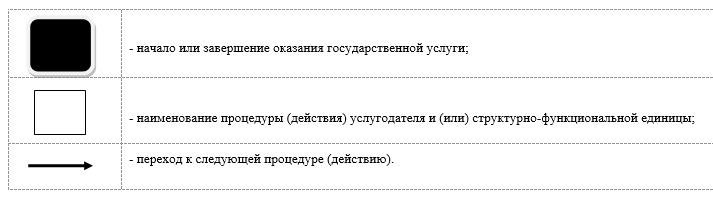 - начало или завершение оказания государственной услуги;
- наименование процедуры (действия) услугодателя и (или) структурно-функциональной единицы;
- переход к следующей процедуре (действию).